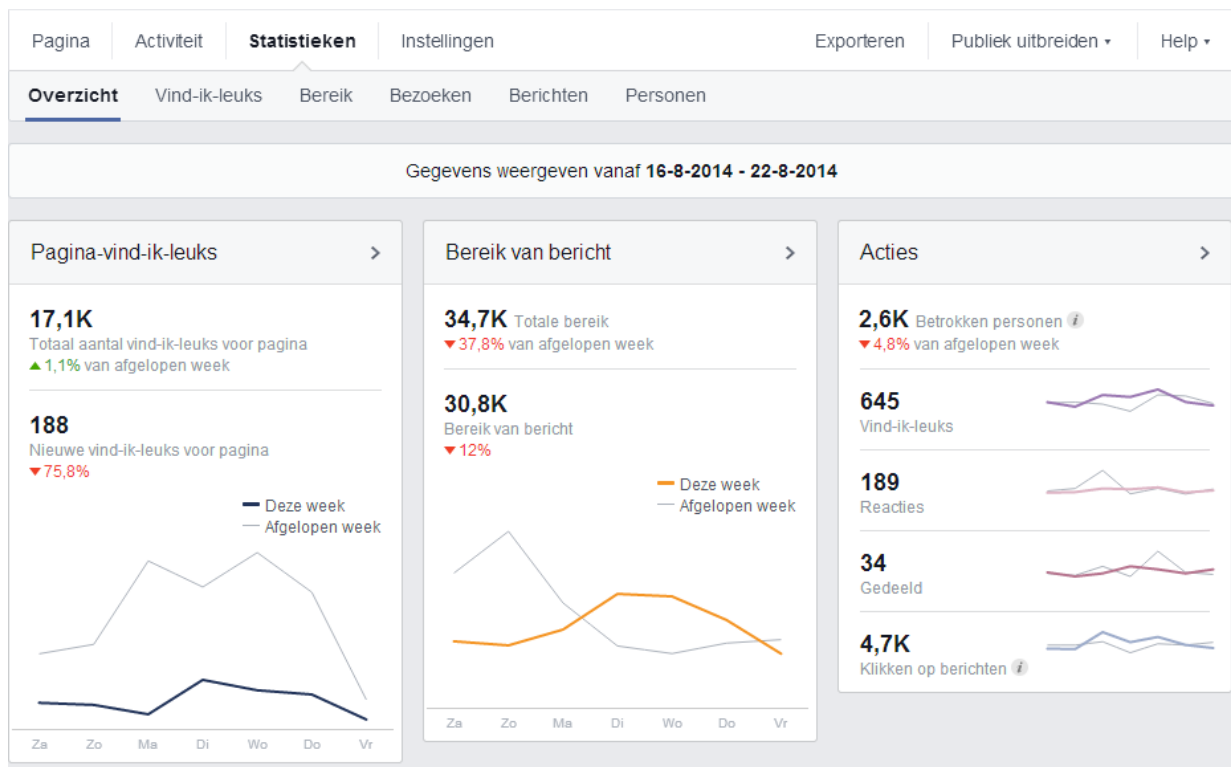 Pagina Activiteit Statistieken Instellingen Exporteren Publiek uitbreiden Help
Overzicht Vind-ik-leuks Bereik Bezoeken Berichten Personen
Gegevens weergeven vanaf 16-8-2014 - 22-8-2014
Pagina-vind-ik-leuks
17,1K
Totaal aantal vind-ik-leuks voor pagina
1,1% van afgelopen week
188
Nieuwe vind-ik-leuks voor pagina
75,8%
Deze week
Afgelopen week
Za Zo Ma Di Wo Do Vr
Bereik van bericht
34,7K Totale bereik
37,8% van afgelopen week
30,8K
Bereik van bericht
12%
Deze week
Afgelopen week
Za Zo Ma Di Wo Do Vr
Acties
2,6K Betrokken personen i
4,8% van afgelopen week
645
Vind-ik-leuks
189
Reacties
34
Gedeeld
4,7K
Klikken op berichten i